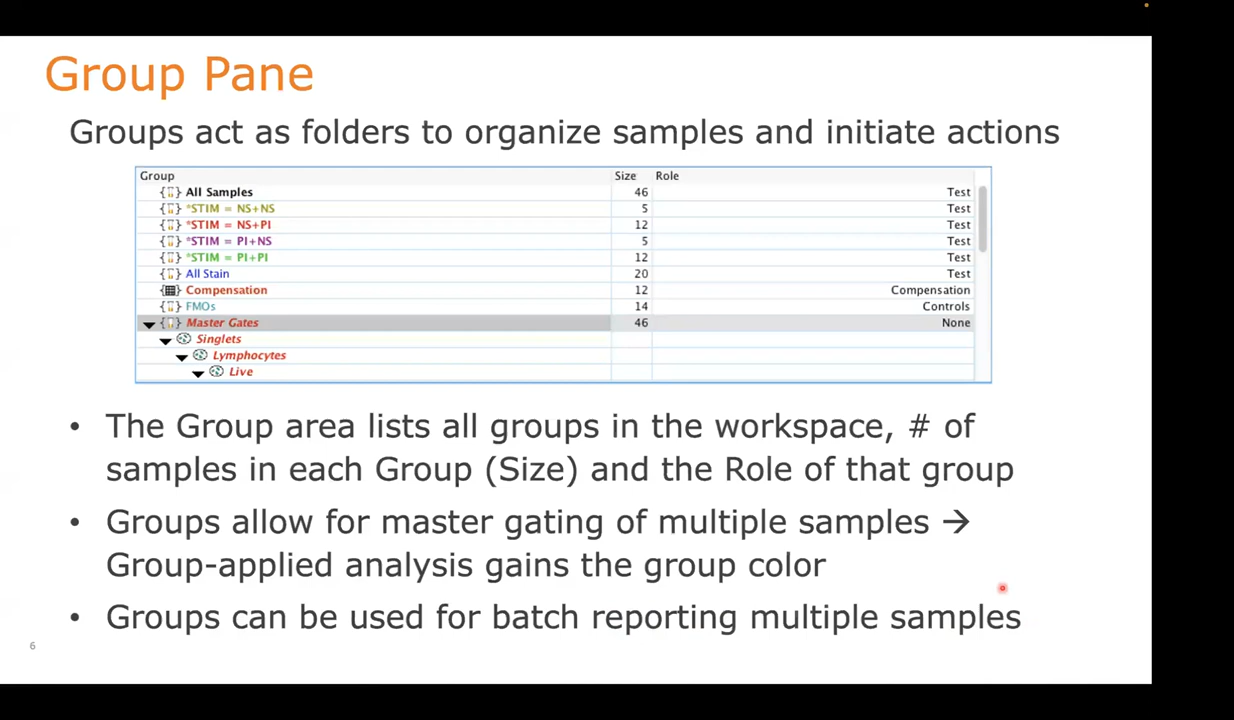 Group Pane
Groups act as folders to organize samples and initiate actions
Group Size Role
All Samples 46 Test
*STIM = NS+NS 5 Test
*STIM = NS+PI 12 Test
*STIM = PI+NS 5 Test
*STIM = PI+PI 12 Test
All Stain 20 Test
Compensation 12 Compensation
FMOs 14 Controls
Master Gates 46 None
Singlets
Lymphocytes
Live
• The Group area lists all groups in the workspace, # of
samples in each Group (Size) and the Role of that group
• Groups allow for master gating of multiple samples →
Group-applied analysis gains the group color
• Groups can be used for batch reporting multiple samples
6